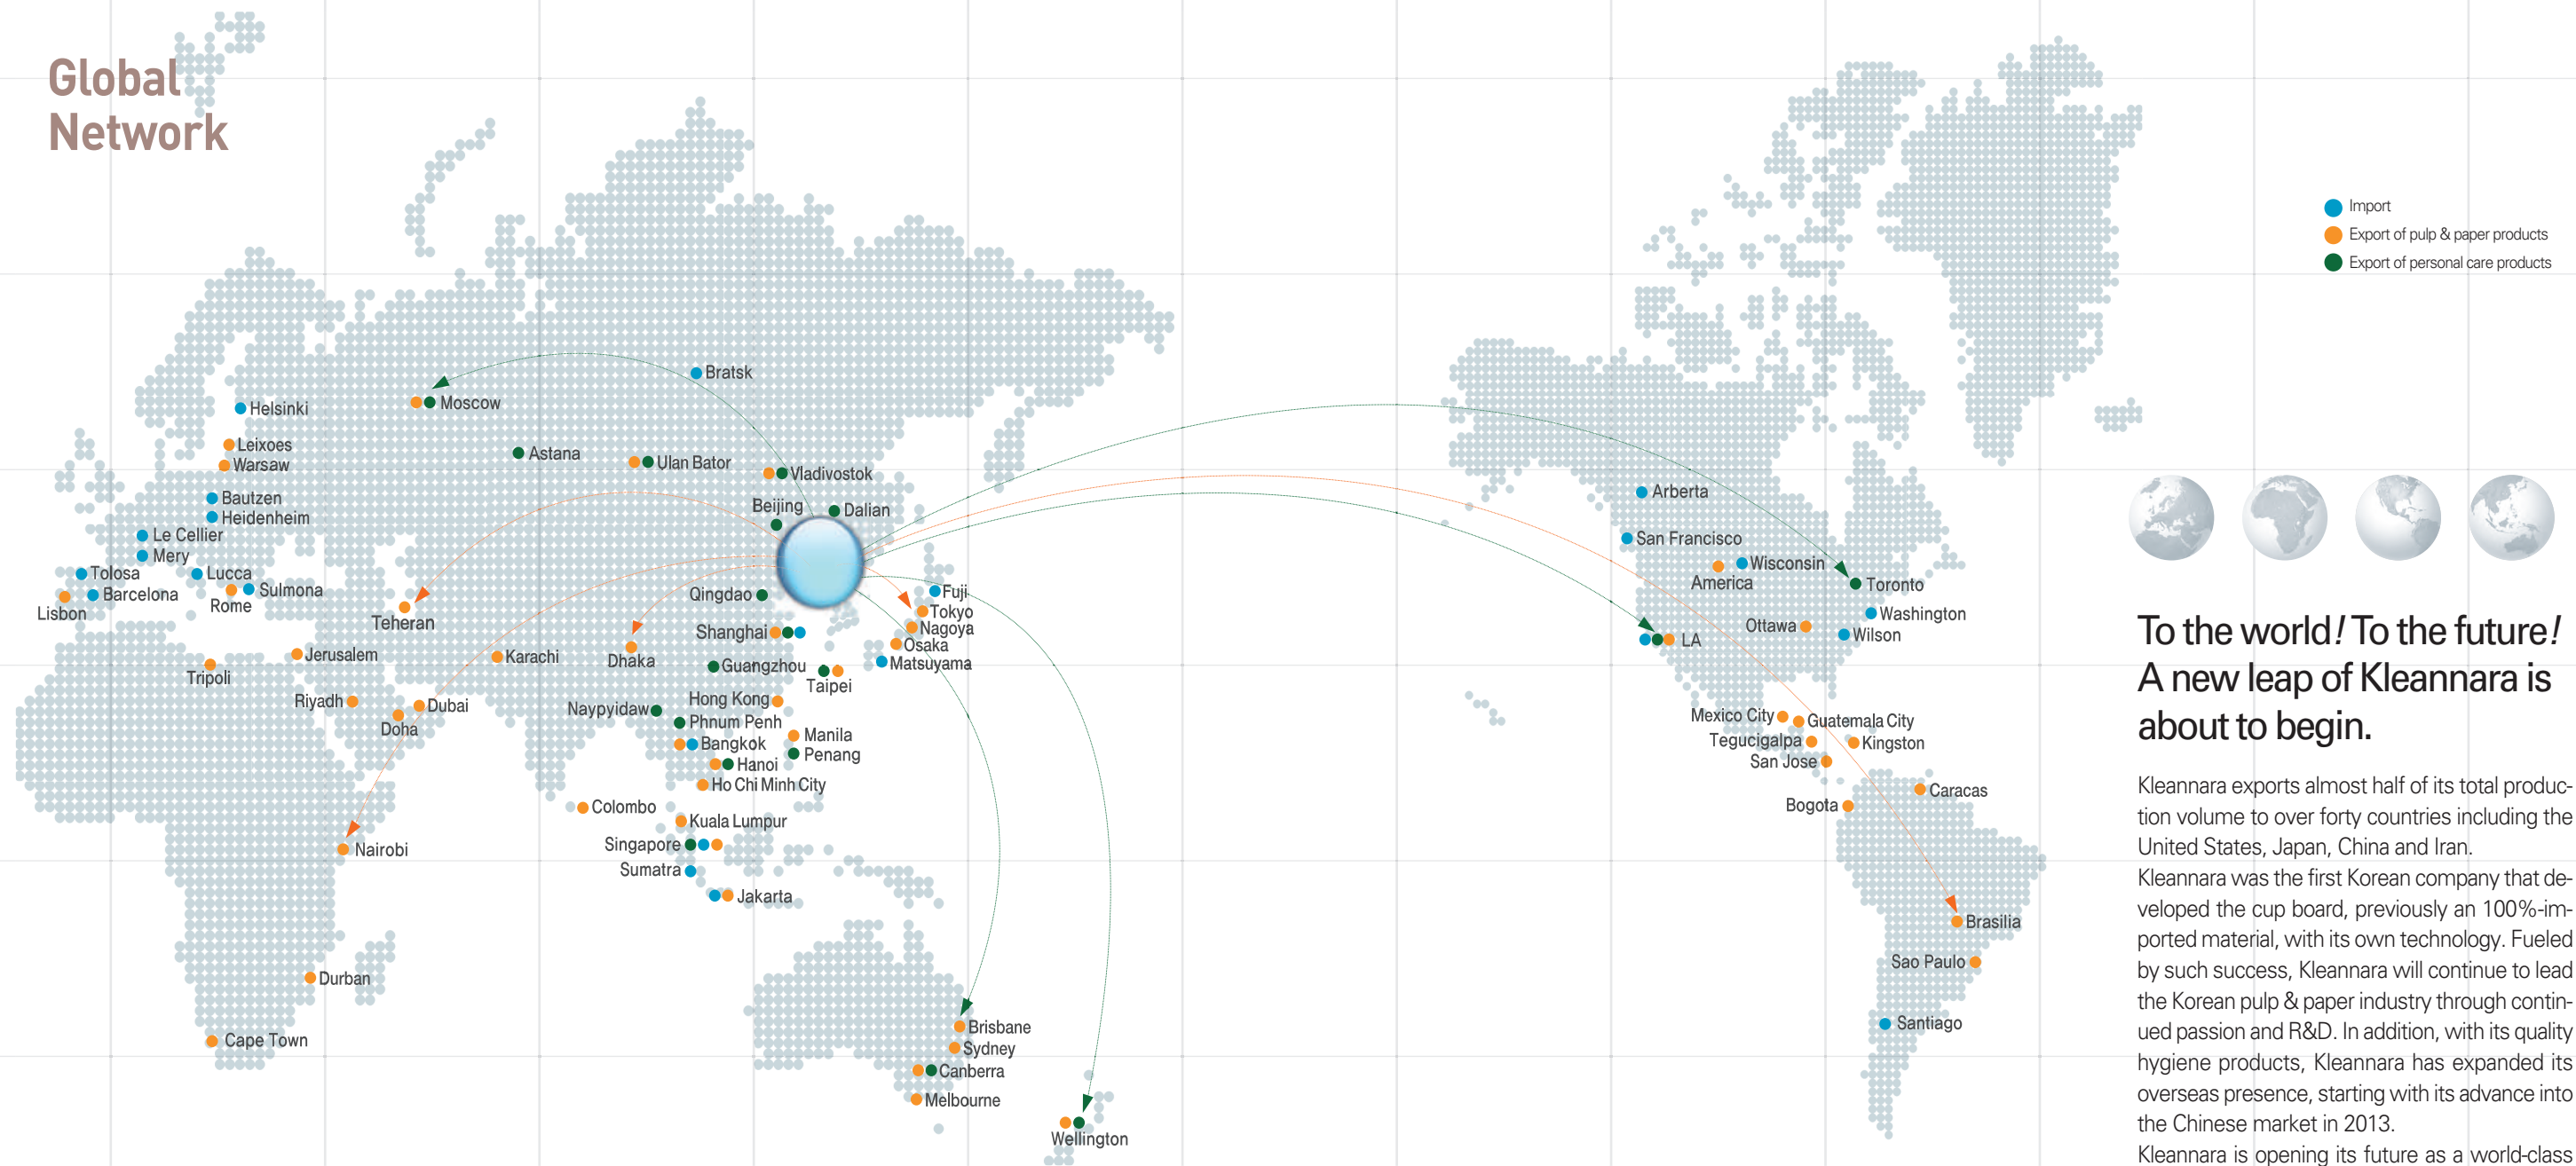 Global
Network
Import
Export of pulp & paper products
Export of personal care products
Bratsk
Helsinki
Moscow
Leixoes
Warsaw
Astana
Ulan Bator
Vladivostok
Bautzen
Heidenheim
Beijing
Dalian
Le Cellier
Mery
Tolosa
Lucca
Barcelona
Sulmona
Lisbon
Rome
Teheran
Qingdao
Fuji
Tokyo
Nagoya
Shanghai
Osaka
Matsuyama
Jerusalem
Karachi
Dhaka
Guangzhou
Tripoli
Taipei
Riyadh
Dubai
Doha
Hong Kong
Naypyidaw
Phnum Penh
Manila
Bangkok
Penang
Hanoi
Ho Chi Minh City
Colombo
Kuala Lumpur
Singapore
Nairobi
Sumatra
Jakarta
Durban
Cape Town
Brisbane
Sydney
Canberra
Melbourne
Wellington
Arberta
San Francisco
Wisconsin
America
Toronto
Washington
Ottawa
Wilson
LA
Mexico City
Guatemala City
Tegucigalpa
Kingston
San Jose
Caracas
Bogota
Brasilia
Sao Paulo
Santiago
To the world! To the future!
A new leap of Kleannara is
about to begin.
Kleannara exports almost half of its total produc-
tion volume to over forty countries including the
United States, Japan, China and Iran.
Kleannara was the first Korean company that de-
veloped the cup board, previously an 100%-im-
ported material, with its own technology. Fueled
by such success, Kleannara will continue to lead
the Korean pulp & paper industry through contin-
ued passion and R&D. In addition, with its quality
hygiene products, Kleannara has expanded its
overseas presence, starting with its advance into
the Chinese market in 2013.
Kleannara is opening its future as a world-class